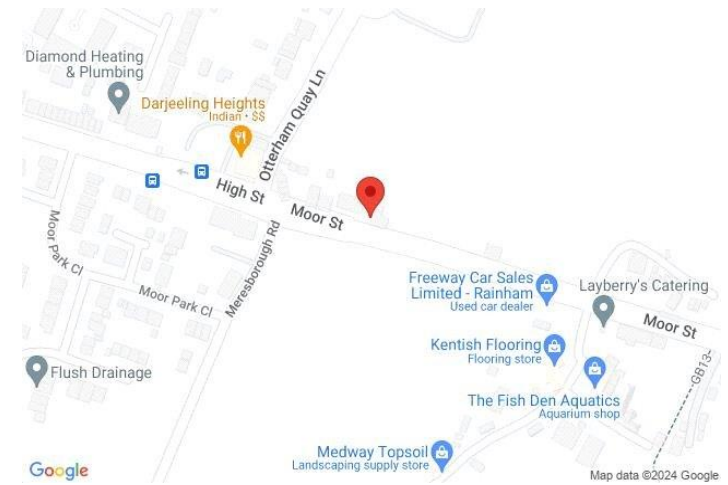 Diamond Heating
& Plumbing
Darjeeling Heights
Indian • $$
Otterham Quay Ln
High St
Moor St
Meresborough Rd
Moor Park Cl
Moor Park Cl
Freeway Car Sales
Limited - Rainham
Used car dealer
Layberry's Catering
Moor St
Kentish Flooring
Flooring store
GB13-
Flush Drainage
The Fish Den Aquatics
Aquarium shop
Medway Topsoil
Landscaping supply store
Google
Map data ©2024 Google